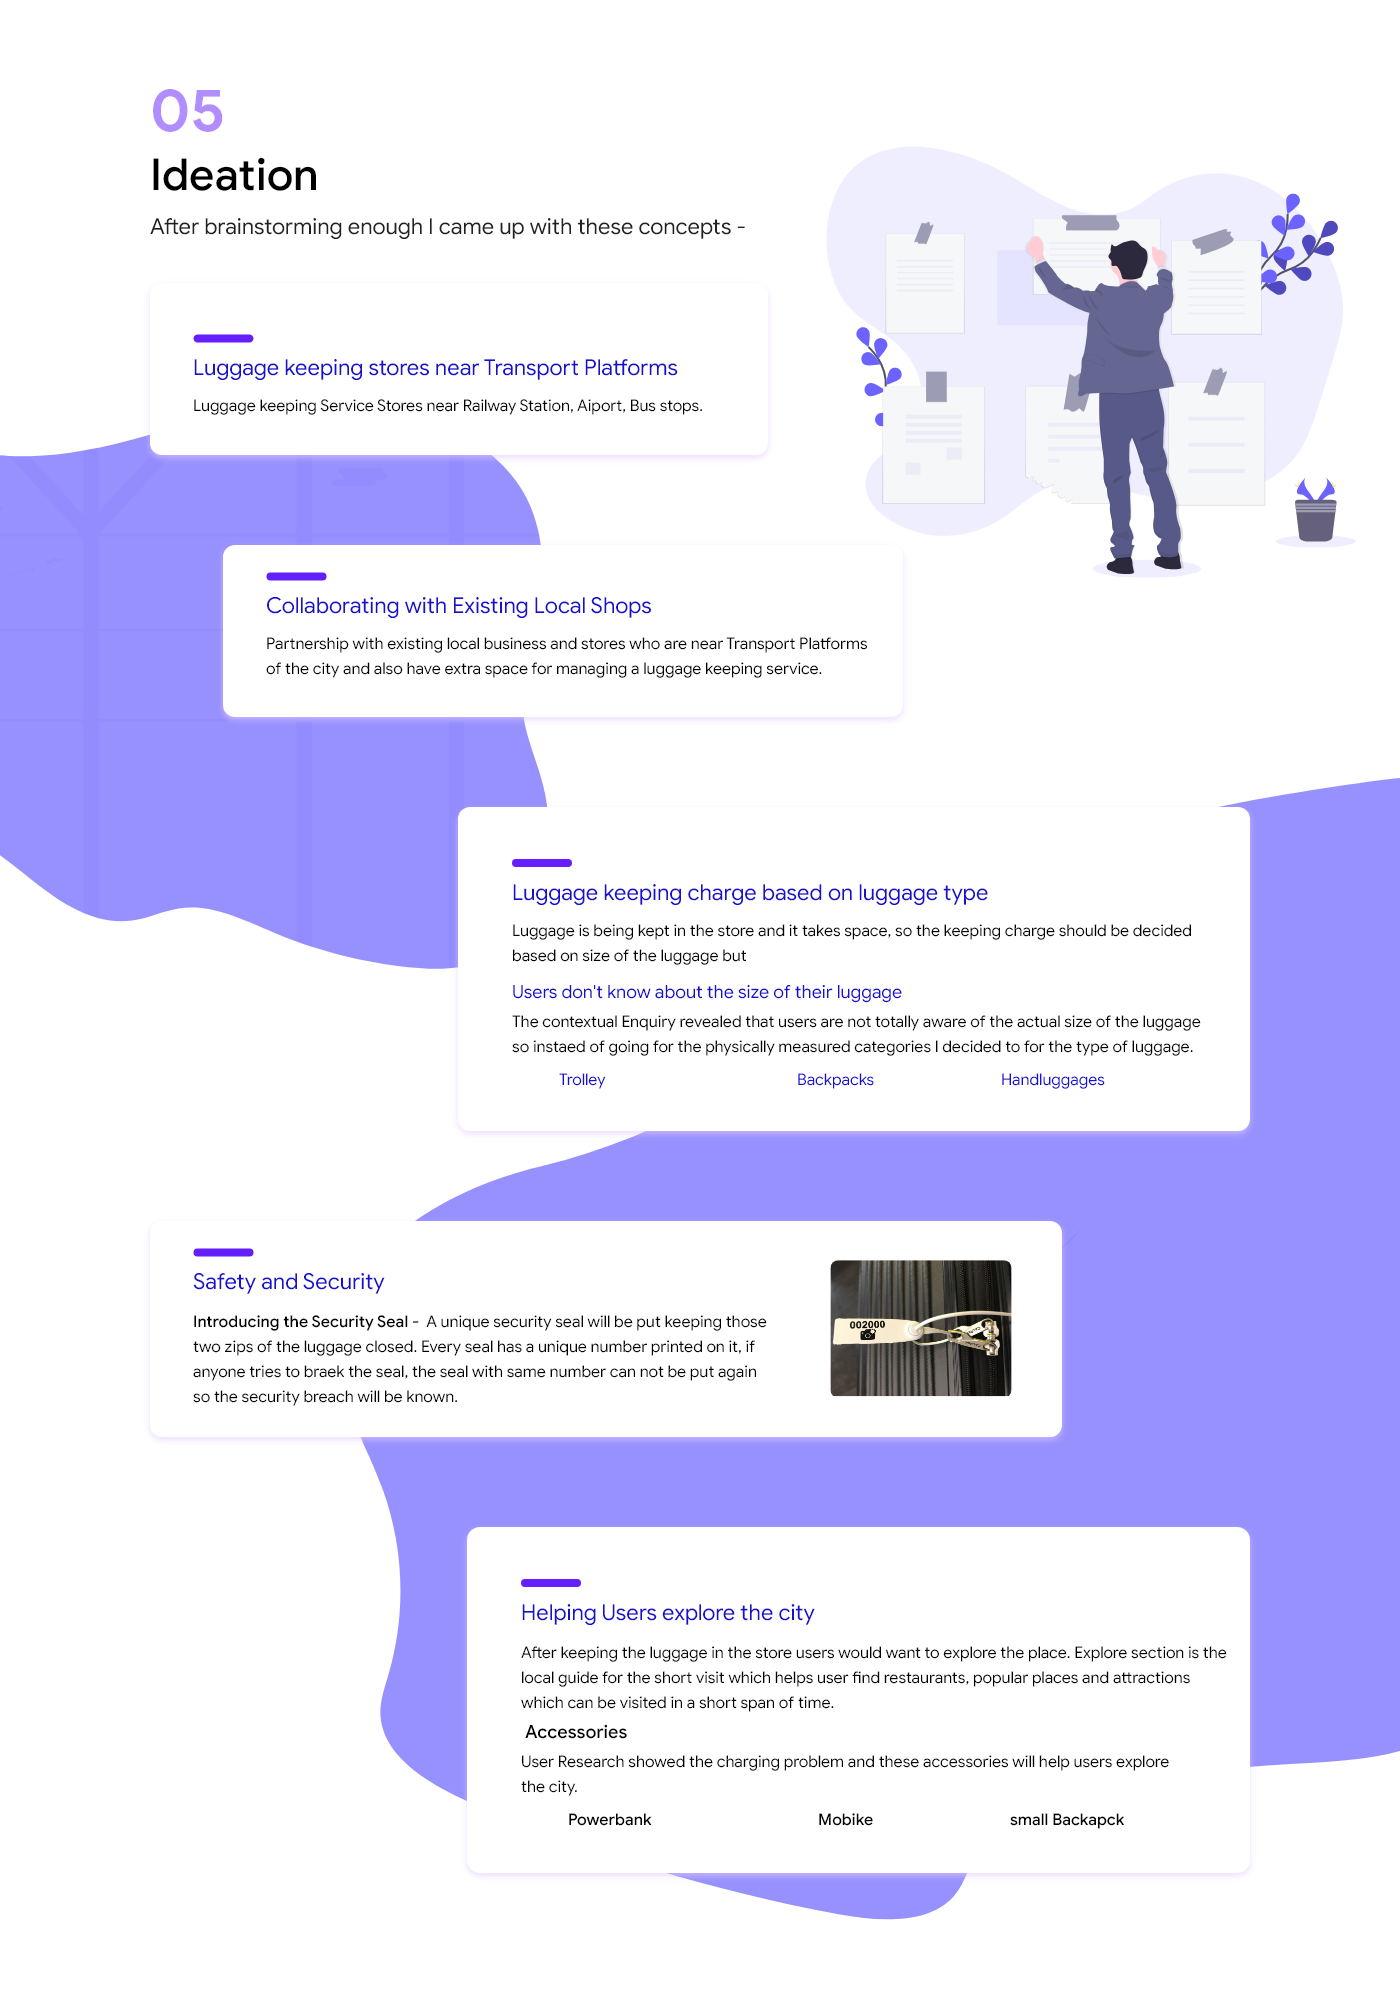 05
Ideation
After brainstorming enough I came up with these concepts -
Luggage keeping stores near Transport Platforms
Luggage keeping Service Stores near Railway Station, Aiport, Bus stops.
Collaborating with Existing Local Shops
Partnership with existing local business and stores who are near Transport Platforms
of the city and also have extra space for managing a luggage keeping service.
Luggage keeping charge based on luggage type
Luggage is being kept in the store and it takes space, so the keeping charge should be decided
based on size of the luggage but
Users don't know about the size of their luggage
The contextual Enquiry revealed that users are not totally aware of the actual size of the luggage
so instaed of going for the physically measured categories I decided to for the type of luggage.
Trolley Backpacks Handluggages
Safety and Security
Introducing the Security Seal - A unique security seal will be put keeping those
two zips of the luggage closed. Every seal has a unique number printed on it, if
anyone tries to braek the seal, the seal with same number can not be put again
so the security breach will be known.
002000
Helping Users explore the city
After keeping the luggage in the store users would want to explore the place. Explore section is the
local guide for the short visit which helps user find restaurants, popular places and attractions
which can be visited in a short span of time.
Accessories
User Research showed the charging problem and these accessories will help users explore
the city.
Powerbank Mobike small Backapck